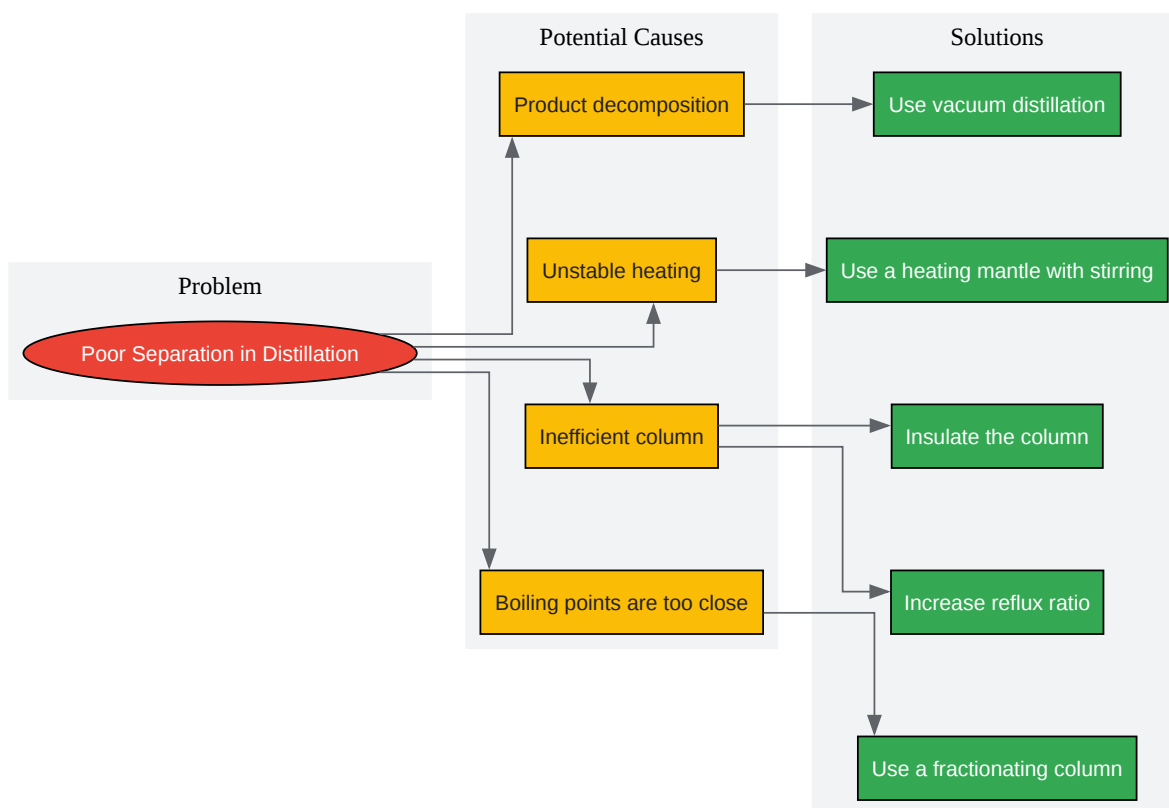 Potential Causes
Solutions
Product decomposition
Use vacuum distillation
Unstable heating
Use a heating mantle with stirring
Problem
Poor Separation in Distillation
Inefficient column
Insulate the column
Boiling points are too close
Increase reflux ratio
Use a fractionating column